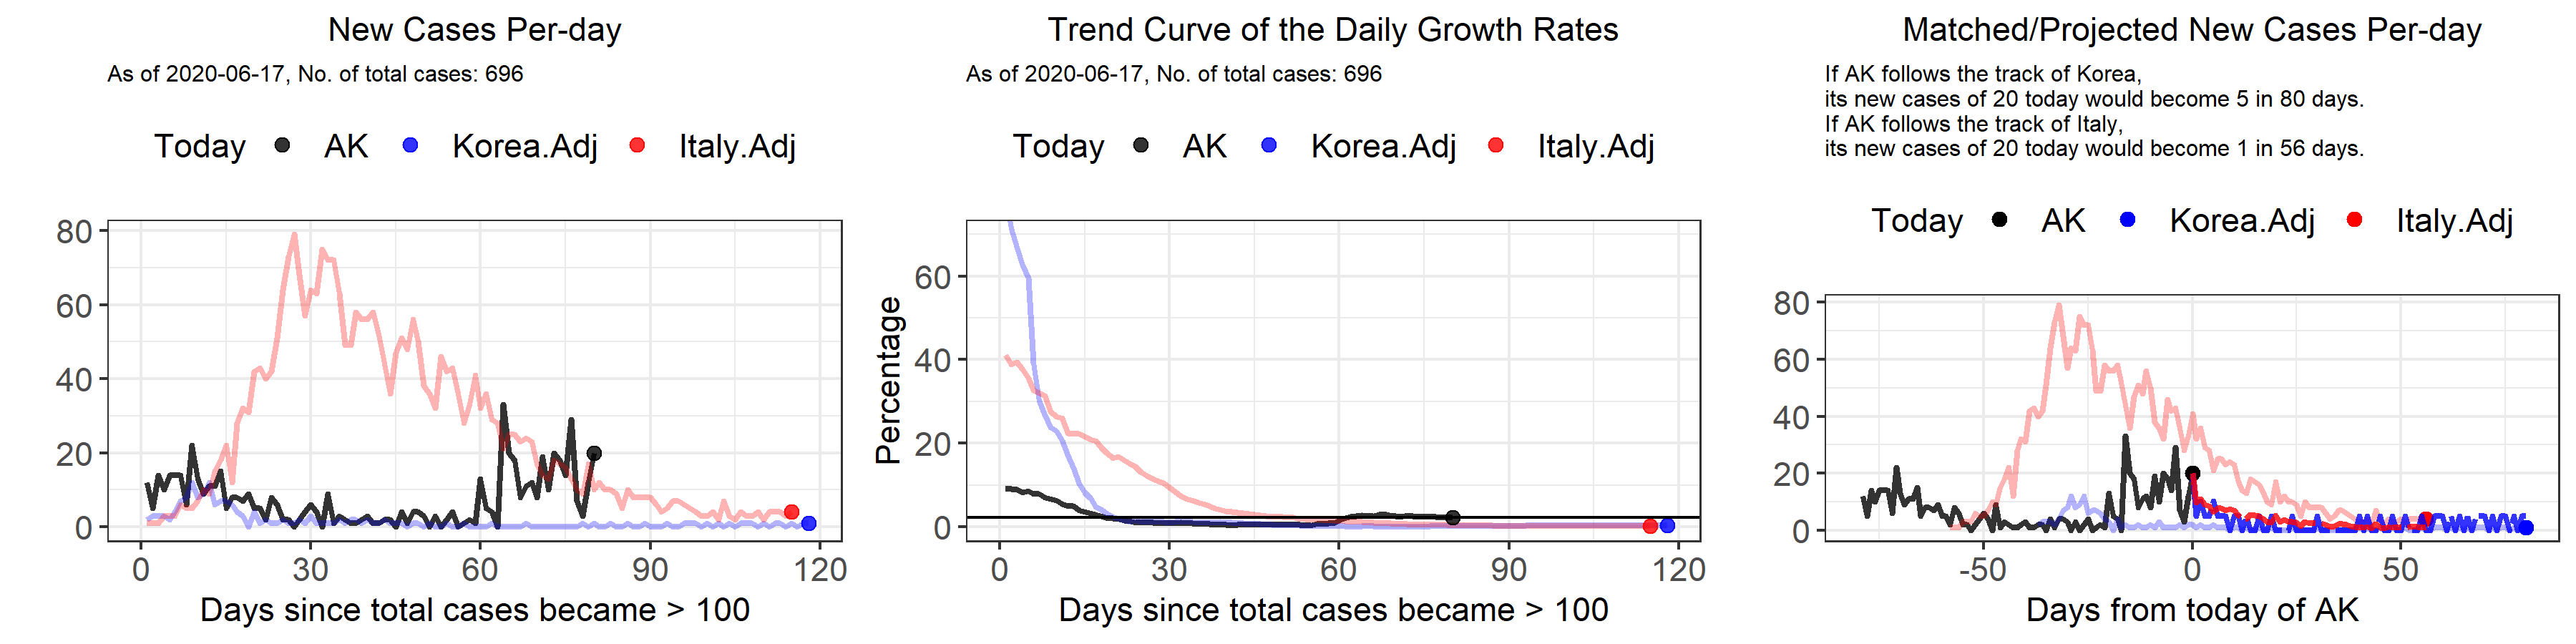 New Cases Per-day
As of 2020-06-17, No. of total cases: 696
Today AK Korea.Adj Italy.Adj
80
60
40
20
0
0 30 60 90 120
Days since total cases became > 100
Trend Curve of the Daily Growth Rates
As of 2020-06-17, No. of total cases: 696
Today AK Korea.Adj Italy.Adj
Percentage
60
40
20
0
0 30 60 90 120
Days since total cases became > 100
Matched/Projected New Cases Per-day
If AK follows the track of Korea,
its new cases of 20 today would become 5 in 80 days.
If AK follows the track of Italy,
its new cases of 20 today would become 1 in 56 days.
Today AK Korea.Adj Italy.Adj
80
60
40
20
0
-50 0 50
Days from today of AK